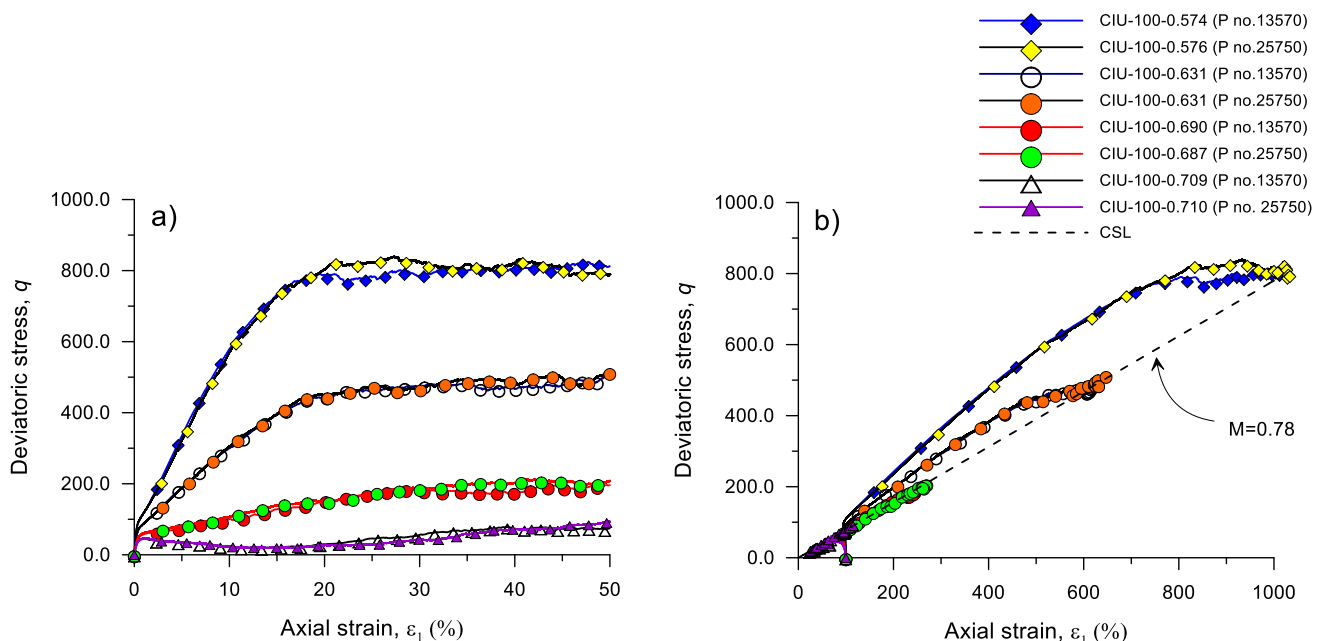 CIU-100-0.574 (P no.13570)
CIU-100-0.576 (P no.25750)
CIU-100-0.631 (P no.13570)
CIU-100-0.631 (P no.25750)
CIU-100-0.690 (P no.13570)
CIU-100-0.687 (P no.25750)
CIU-100-0.709 (P no.13570)
CIU-100-0.710 (P no. 25750)
CSL
a)
Deviatoric stress, q
1000.0
800.0
600.0
400.0
200.0
0.0
0 10 20 30 40 50
Axial strain, ε₁ (%)
b)
Deviatoric stress, q
1000.0
800.0
600.0
400.0
200.0
0.0
M=0.78
0 200 400 600 800 1000
Axial strain, ε₁ (%)